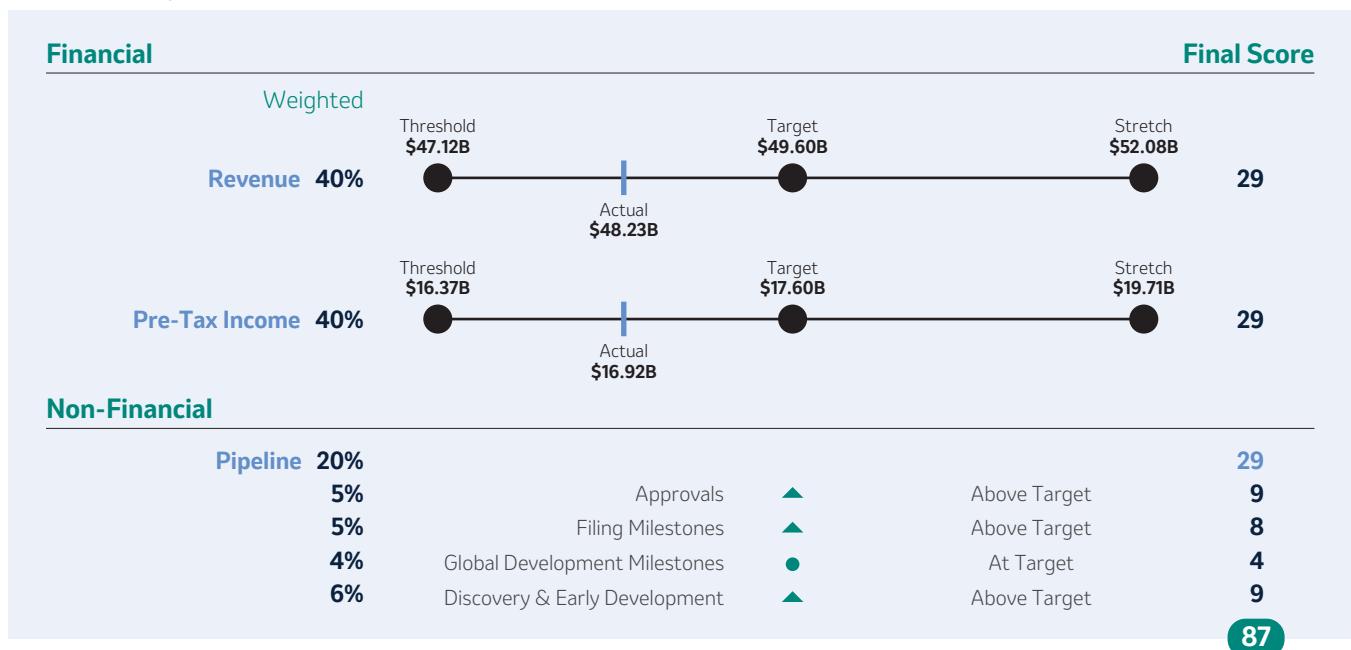 Financial Final Score
Weighted
Threshold Target Stretch
$47.12B $49.60B $52.08B
Revenue 40% 29
Actual
$48.23B
Threshold Target Stretch
$16.37B $17.60B $19.71B
Pre-Tax Income 40% 29
Actual
$16.92B
Non-Financial
Pipeline 20% 29
5% Approvals Above Target 9
5% Filing Milestones Above Target 8
4% Global Development Milestones At Target 4
6% Discovery & Early Development Above Target 9
87